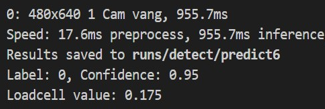 0: 480x640 1 Cam vang, 955.7ms
Speed: 17.6ms preprocess, 955.7ms inference
Results saved to runs/detect/predict6
Label: 0, Confidence: 0.95
Loadcell value: 0.175